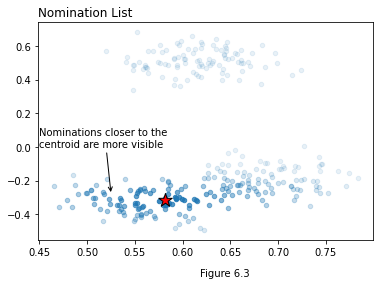 Nomination List
0.6
0.4
0.2
0.0
−0.2
−0.4
Nominations closer to the
centroid are more visible
0.45 0.50 0.55 0.60 0.65 0.70 0.75
Figure 6.3